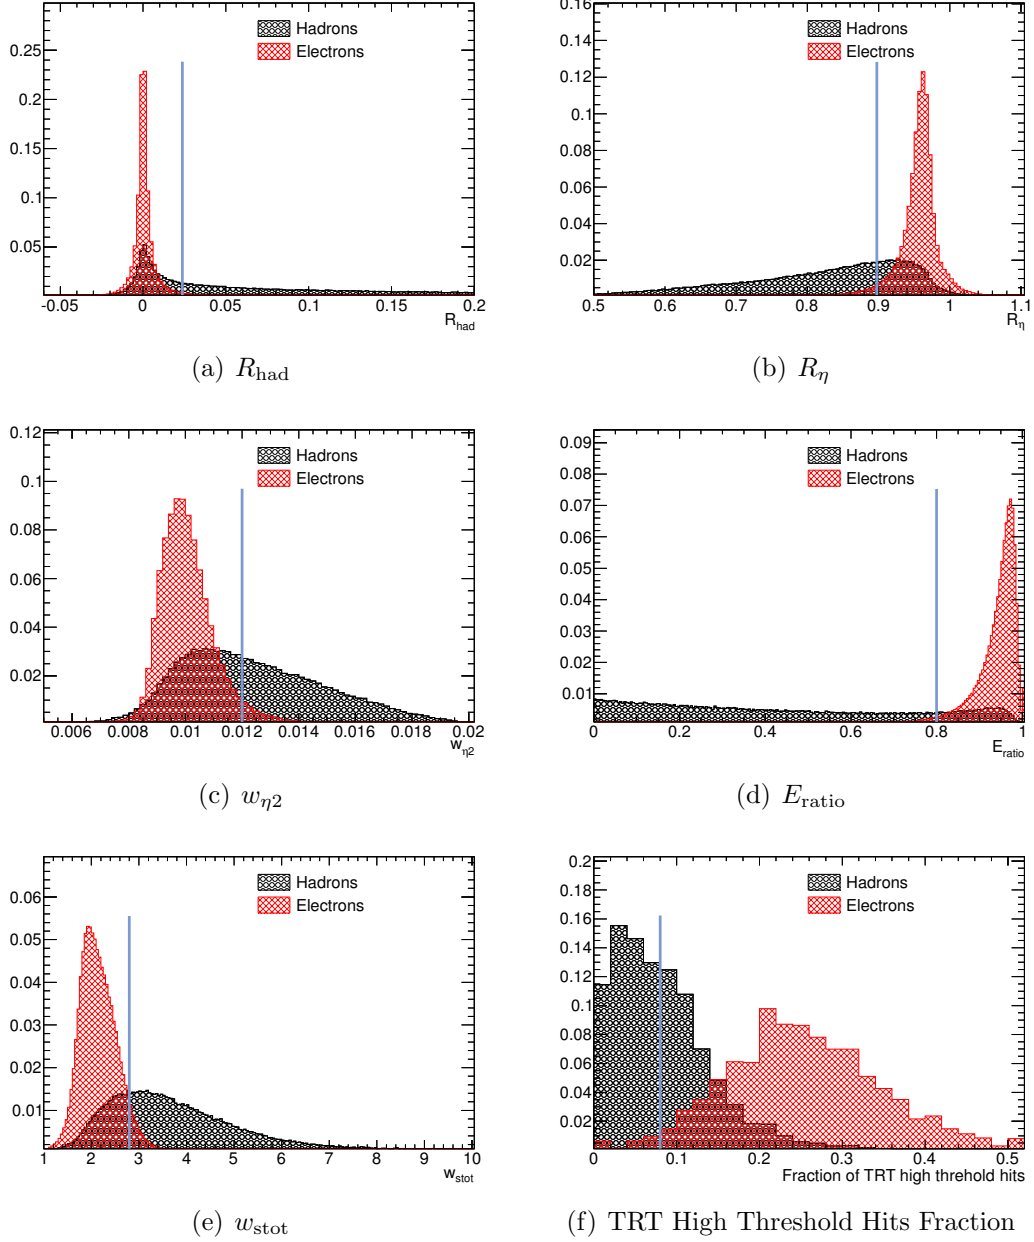 Hadrons
Electrons
0.25
0.2
0.15
0.1
0.05
-0.05 0 0.05 0.1 0.15 0.2
R_had
(a) R_had
0.16
Hadrons
Electrons
0.14
0.12
0.1
0.08
0.06
0.04
0.02
0.5 0.6 0.7 0.8 0.9 1 1.1
R_η
(b) R_η
0.12
Hadrons
Electrons
0.1
0.08
0.06
0.04
0.02
0.006 0.008 0.01 0.012 0.014 0.016 0.018 0.02
w_η2
(c) w_η2
0.09
Hadrons
Electrons
0.08
0.07
0.06
0.05
0.04
0.03
0.02
0.01
0 0.2 0.4 0.6 0.8 1
E_ratio
(d) E_ratio
Hadrons
Electrons
0.06
0.05
0.04
0.03
0.02
0.01
1 2 3 4 5 6 7 8 9 10
w_stot
(e) w_stot
0.2
Hadrons
Electrons
0.18
0.16
0.14
0.12
0.1
0.08
0.06
0.04
0.02
0 0.1 0.2 0.3 0.4 0.5
Fraction of TRT high threhold hits
(f) TRT High Threshold Hits Fraction